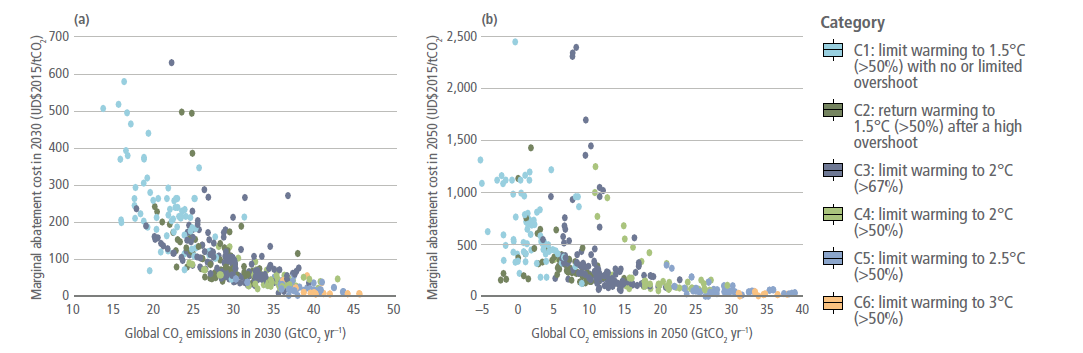 (a)
Marginal abatement cost in 2030 (UD$2015/tCO₂)
700
600
500
400
300
200
100
0
10 15 20 25 30 35 40 45 50
Global CO₂ emissions in 2030 (GtCO₂ yr⁻¹)
(b)
Marginal abatement cost in 2050 (UD$2015/tCO₂)
2,500
2,000
1,500
1,000
500
0
–5 0 5 10 15 20 25 30 35 40
Global CO₂ emissions in 2050 (GtCO₂ yr⁻¹)
Category
C1: limit warming to 1.5°C
(>50%) with no or limited
overshoot
C2: return warming to
1.5°C (>50%) after a high
overshoot
C3: limit warming to 2°C
(>67%)
C4: limit warming to 2°C
(>50%)
C5: limit warming to 2.5°C
(>50%)
C6: limit warming to 3°C
(>50%)